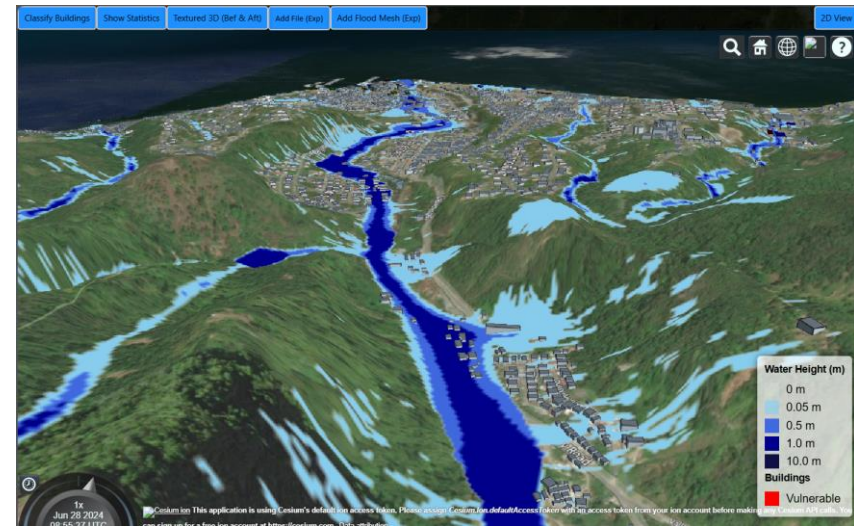 Classify Buildings
Show Statistics
Textured 3D (Bef & Aft)
Add File (Exp)
Add Flood Mesh (Exp)
2D View
?
Water Height (m)
0 m
0.05 m
0.5 m
1.0 m
10.0 m
Buildings
Vulnerable
1x
Jun 28 2024
08:55:37 UTC
Cesium ion This application is using Cesium's default ion access token. Please assign Cesium.Ion.defaultAccessToken with an access token from your ion account before making any Cesium API calls. You
can sign up for a free ion account at https://cesium.com. Data attribution